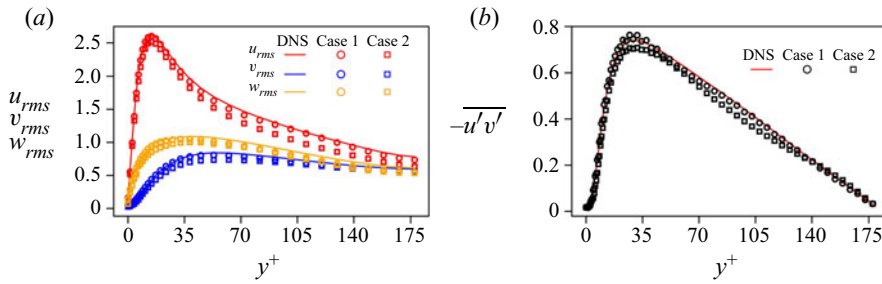 (a)
2.5
2.0
1.5
1.0
0.5
0
u_rms
v_rms
w_rms
DNS Case 1 Case 2
u_rms
v_rms
w_rms
0 35 70 105 140 175
y⁺
(b)
0.8
0.6
0.4
0.2
0
−u′v′
DNS Case 1 Case 2
0 35 70 105 140 175
y⁺